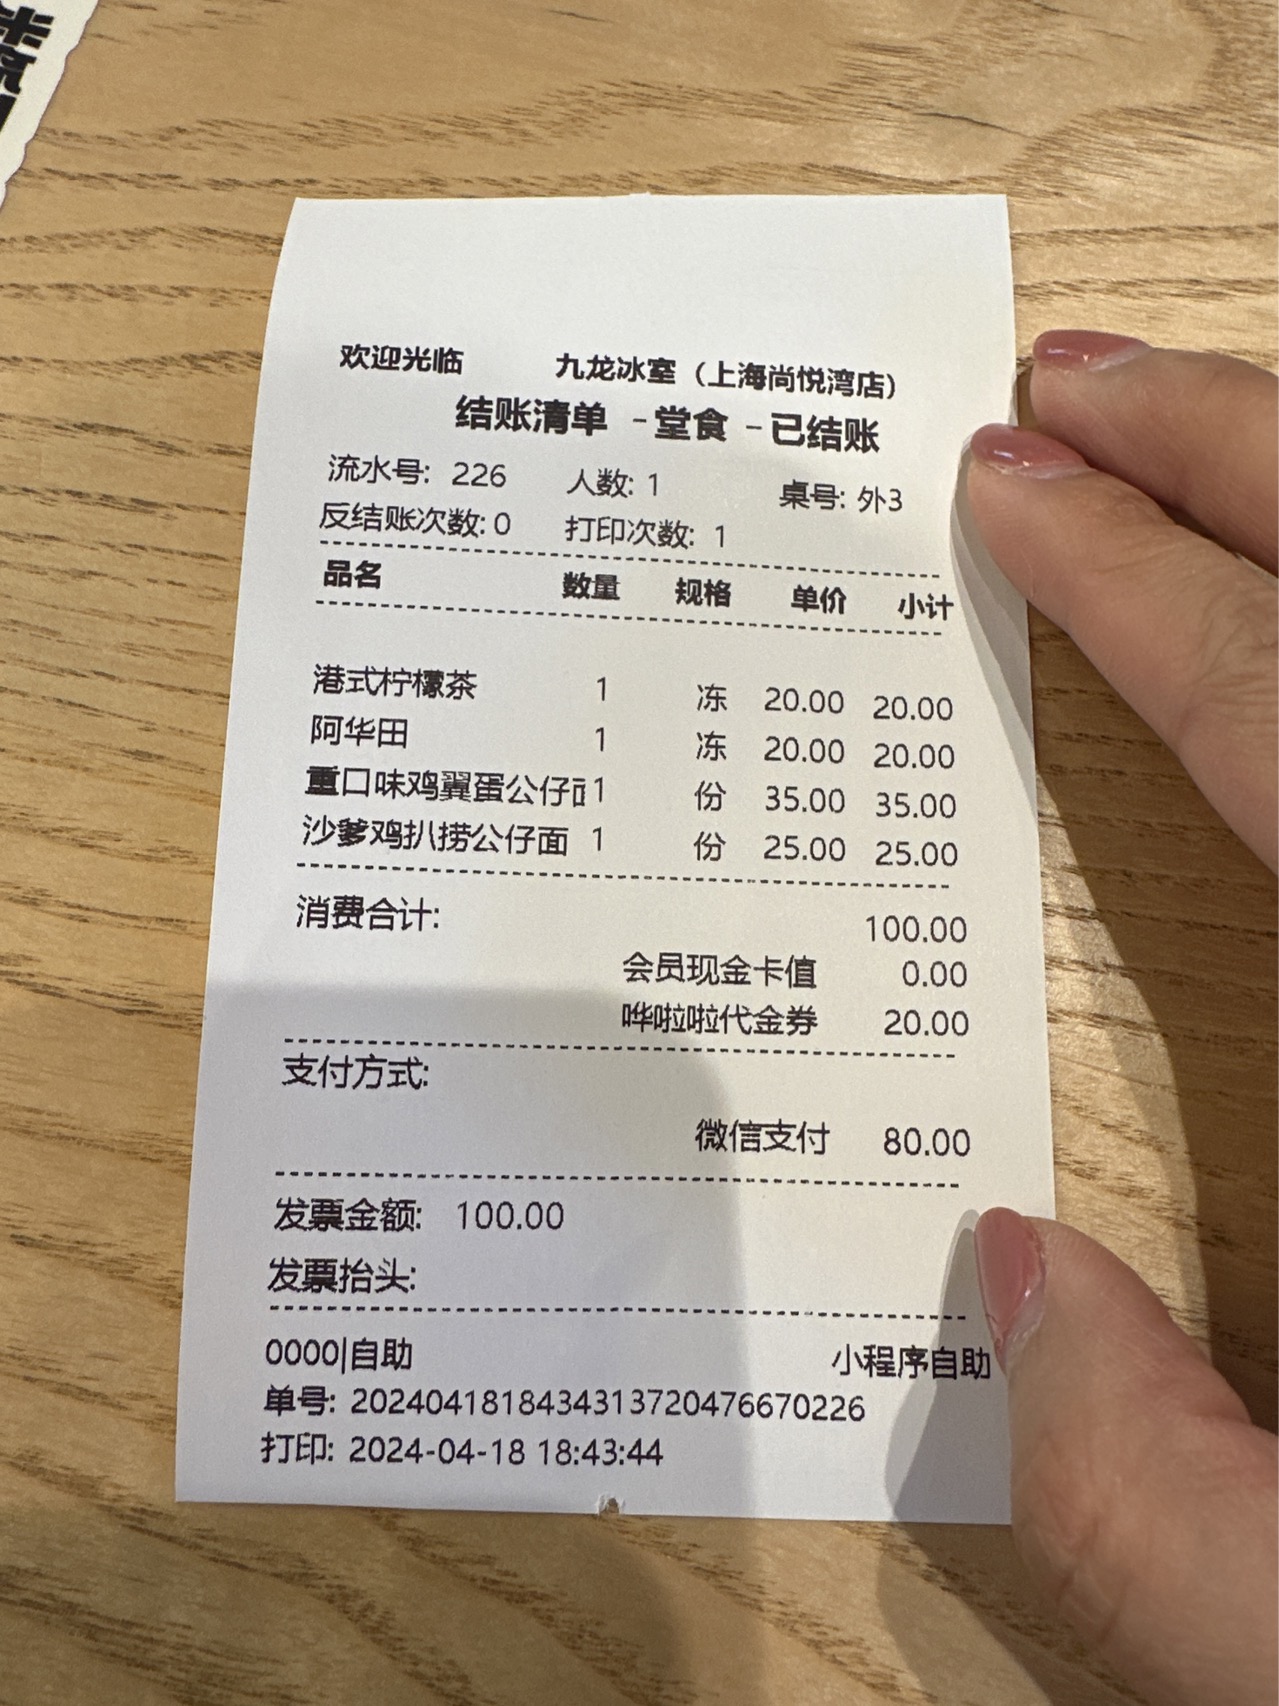 欢迎光临 九龙冰室（上海尚悦湾店）
结账清单 -堂食 -已结账
流水号: 226 人数: 1 桌号: 外3
反结账次数: 0 打印次数: 1
品名 数量 规格 单价 小计
港式柠檬茶 1 冻 20.00 20.00
阿华田 1 冻 20.00 20.00
重口味鸡翼蛋公仔 1 份 35.00 35.00
沙爹鸡扒捞公仔面 1 份 25.00 25.00
消费合计: 100.00
会员现金卡值 0.00
哗啦啦代金券 20.00
支付方式:
微信支付 80.00
发票金额: 100.00
发票抬头:
0000|自助 小程序自助
单号: 20240418184343137204766​70226
打印: 2024-04-18 18:43:44